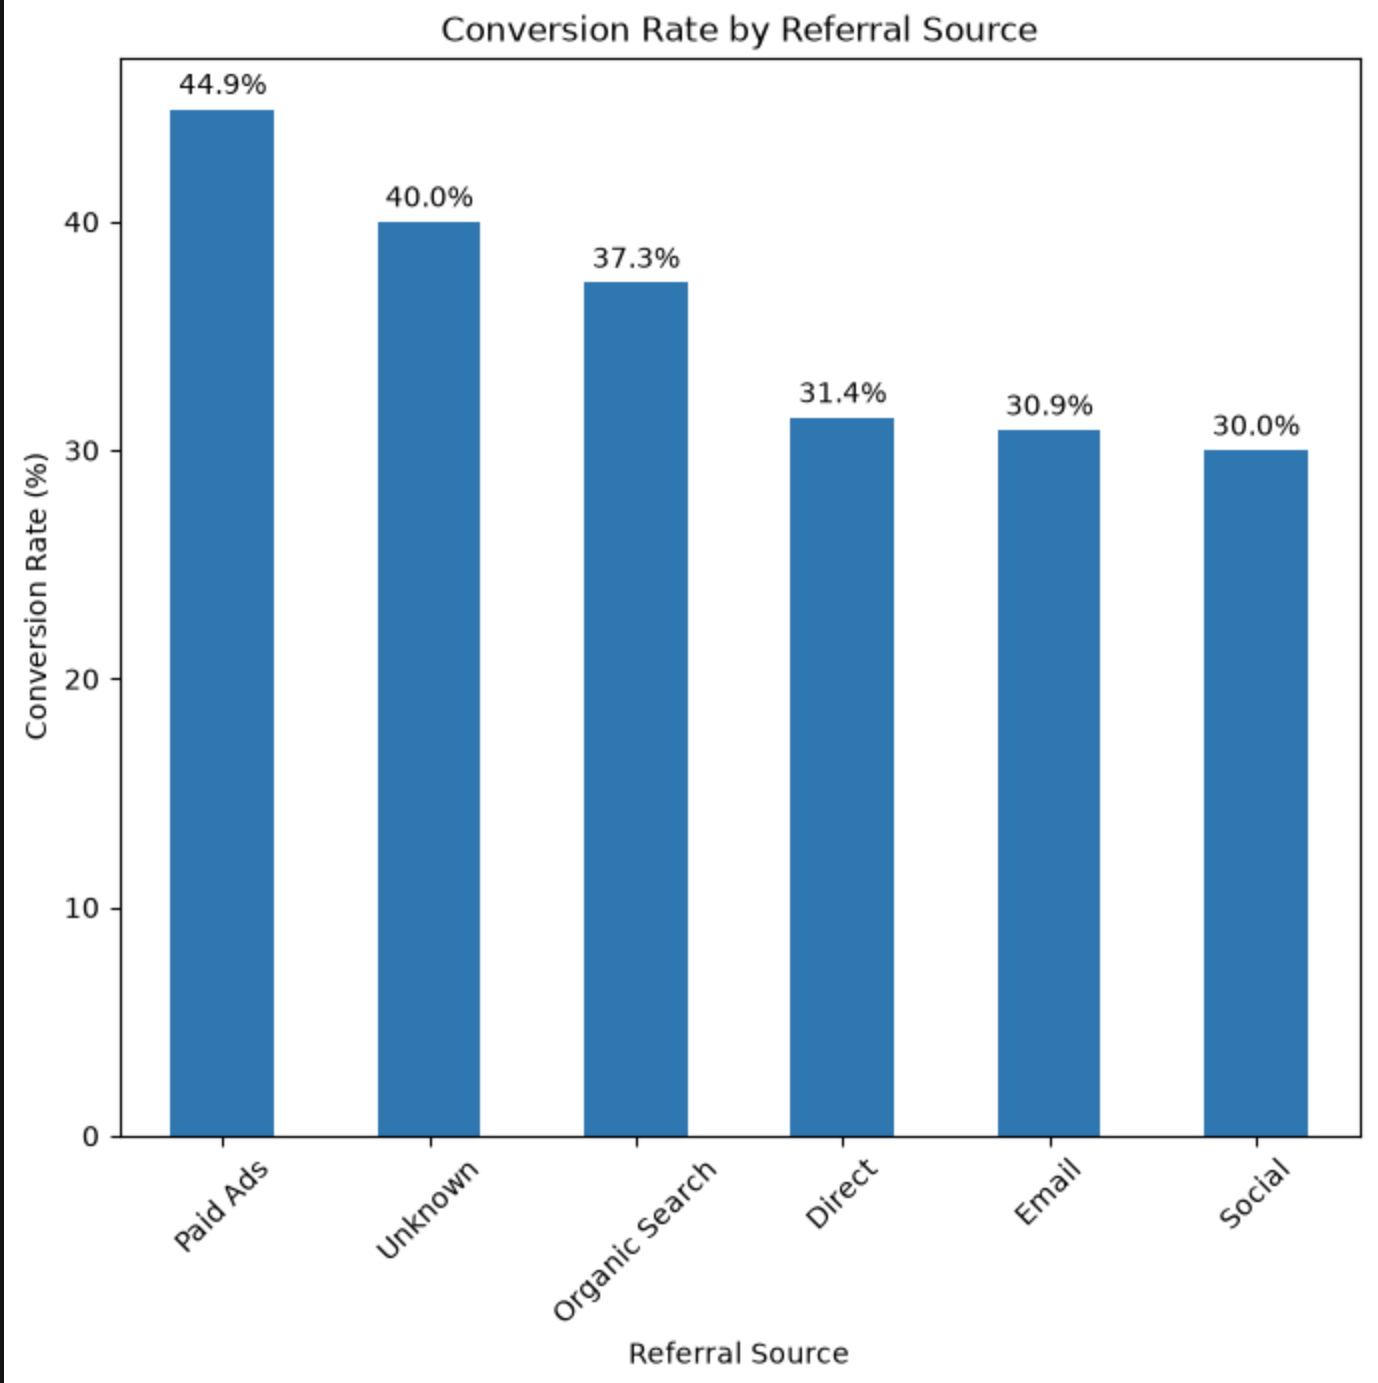 Conversion Rate by Referral Source
44.9%
40.0%
37.3%
31.4%
30.9%
30.0%
Conversion Rate (%)
40
30
20
10
0
Paid Ads
Unknown
Organic Search
Direct
Email
Social
Referral Source